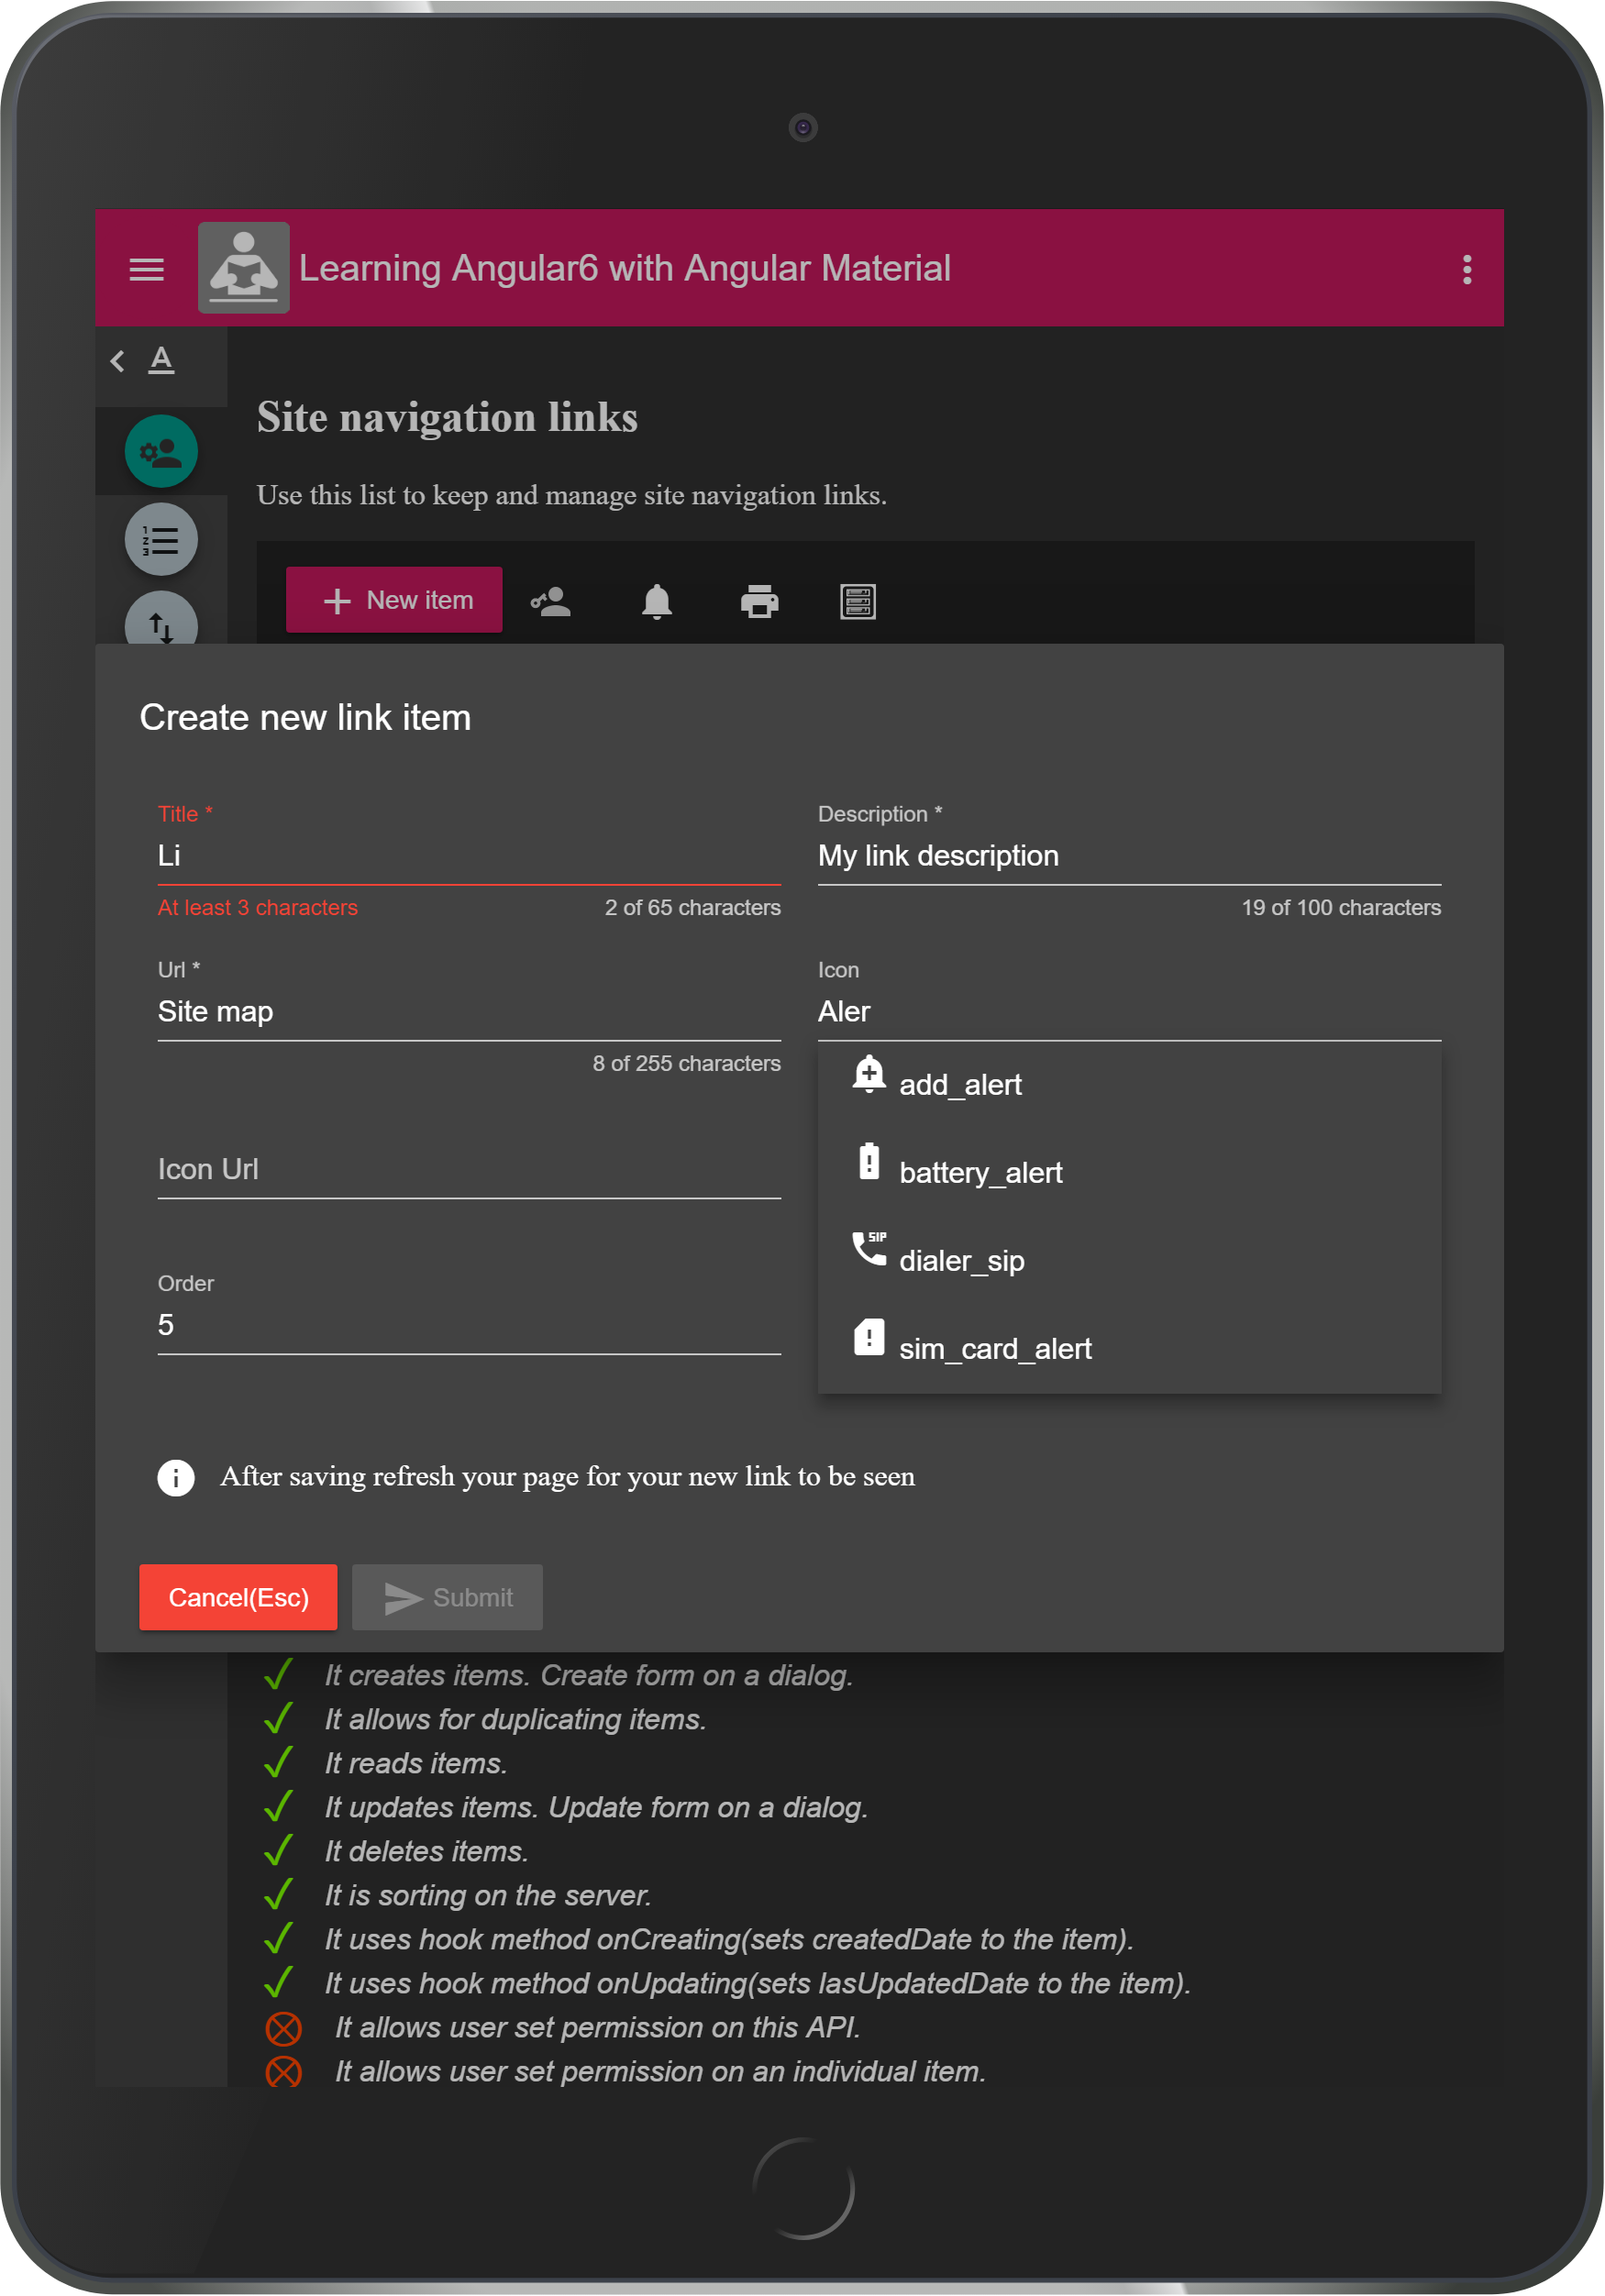 Learning Angular6 with Angular Material
A
Site navigation links
Use this list to keep and manage site navigation links.
1
2
3
New item
Create new link item
Title *
Description *
Li
My link description
At least 3 characters
2 of 65 characters
19 of 100 characters
Url *
Icon
Site map
Aler
8 of 255 characters
add_alert
battery_alert
Icon Url
SIP
dialer_sip
Order
5
sim_card_alert
After saving refresh your page for your new link to be seen
Cancel(Esc)
Submit
It creates items. Create form on a dialog.
It allows for duplicating items.
It reads items.
It updates items. Update form on a dialog.
It deletes items.
It is sorting on the server.
It uses hook method onCreating(sets createdDate to the item).
It uses hook method onUpdating(sets lasUpdatedDate to the item).
It allows user set permission on this API.
It allows user set permission on an individual item.